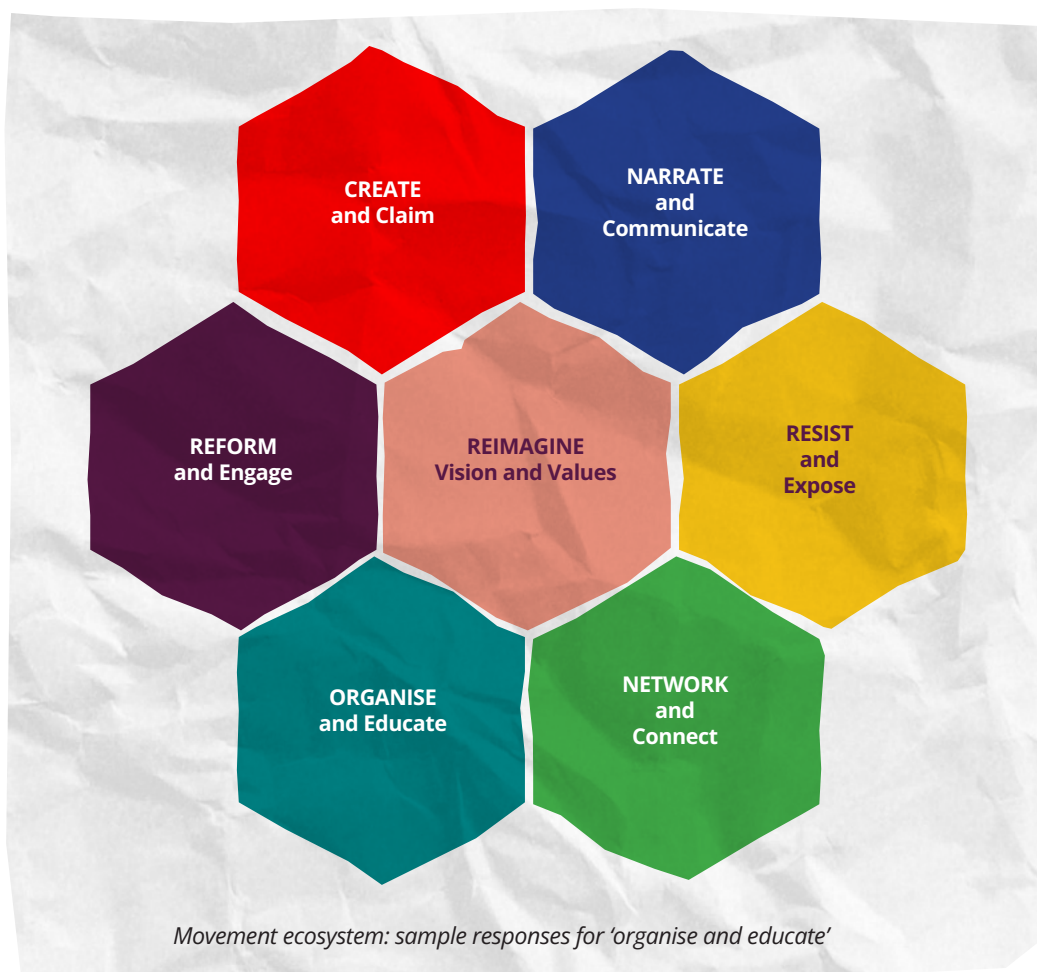 CREATE
and Claim
NARRATE
and
Communicate
REFORM
and Engage
REIMAGINE
Vision and Values
RESIST
and
Expose
ORGANISE
and Educate
NETWORK
and
Connect
Movement ecosystem: sample responses for ‘organise and educate’